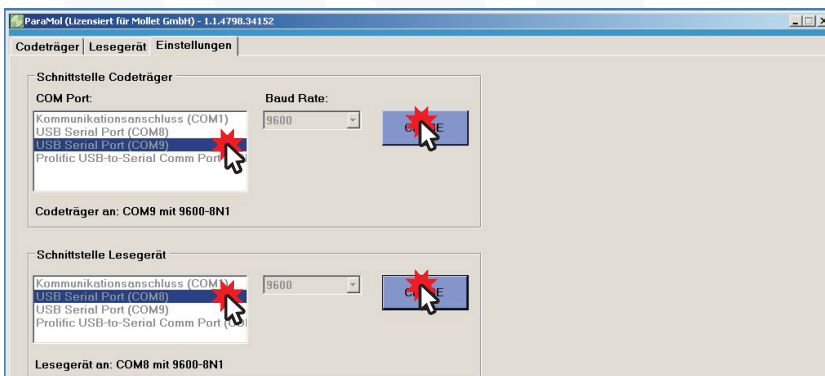 ParaMol (Lizensiert für Mollet GmbH) - 1.1.4798.34152
Codeträger Lesegerät Einstellungen
Schnittstelle Codeträger
COM Port: Baud Rate:
Kommunikationsanschluss (COM1) 9600
USB Serial Port (COM8)
USB Serial Port (COM9)
Prolific USB-to-Serial Comm Port
Codeträger an: COM9 mit 9600-8N1
Schnittstelle Lesegerät
Kommunikationsanschluss (COM1) 9600
USB Serial Port (COM8)
USB Serial Port (COM9)
Prolific USB-to-Serial Comm Port
Lesegerät an: COM8 mit 9600-8N1